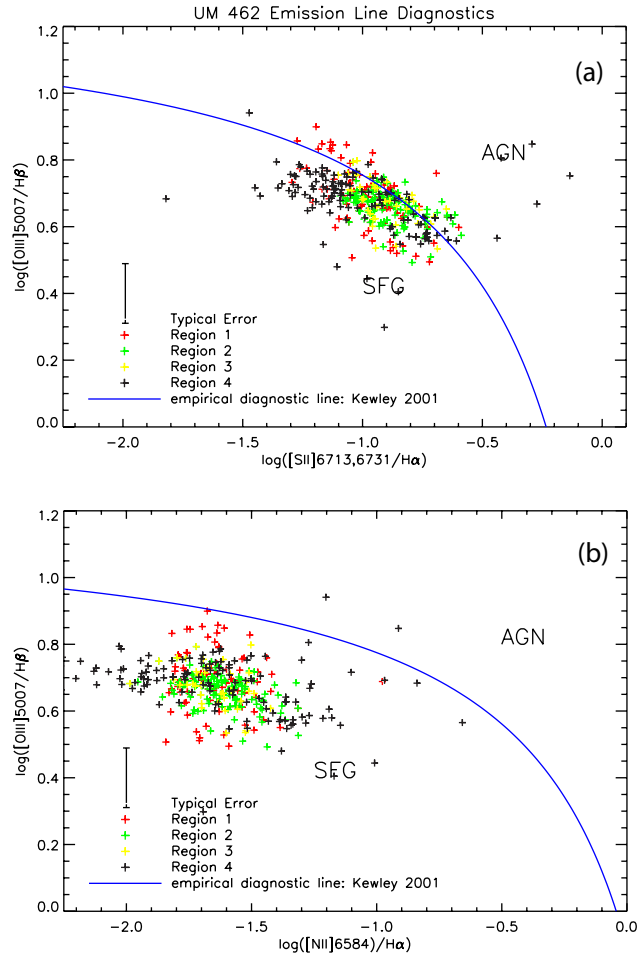 UM 462 Emission Line Diagnostics
(a)
1.2
1.0
0.8
0.6
0.4
0.2
0.0
log([OIII]5007/Hβ)
AGN
SFG
Typical Error
Region 1
Region 2
Region 3
Region 4
empirical diagnostic line: Kewley 2001
−2.0 −1.5 −1.0 −0.5 0.0
log([SII]6713,6731/Hα)
(b)
1.2
1.0
0.8
0.6
0.4
0.2
0.0
log([OIII]5007/Hβ)
AGN
SFG
Typical Error
Region 1
Region 2
Region 3
Region 4
empirical diagnostic line: Kewley 2001
−2.0 −1.5 −1.0 −0.5 0.0
log([NII]6584)/Hα)